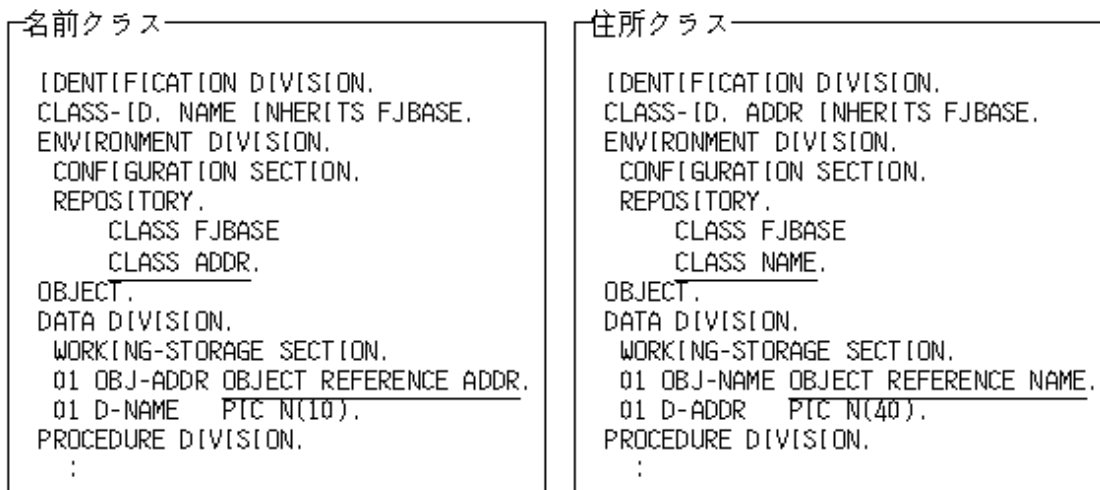 名前クラス
IDENTIFICATION DIVISION.
CLASS-ID. NAME INHERITS FJBASE.
ENVIRONMENT DIVISION.
CONFIGURATION SECTION.
REPOSITORY.
CLASS FJBASE
CLASS ADDR.
OBJECT.
DATA DIVISION.
WORKING-STORAGE SECTION.
01 OBJ-ADDR OBJECT REFERENCE ADDR.
01 D-NAME PIC N(10).
PROCEDURE DIVISION.
:
住所クラス
IDENTIFICATION DIVISION.
CLASS-ID. ADDR INHERITS FJBASE.
ENVIRONMENT DIVISION.
CONFIGURATION SECTION.
REPOSITORY.
CLASS FJBASE
CLASS NAME.
OBJECT.
DATA DIVISION.
WORKING-STORAGE SECTION.
01 OBJ-NAME OBJECT REFERENCE NAME.
01 D-ADDR PIC N(40).
PROCEDURE DIVISION.
: